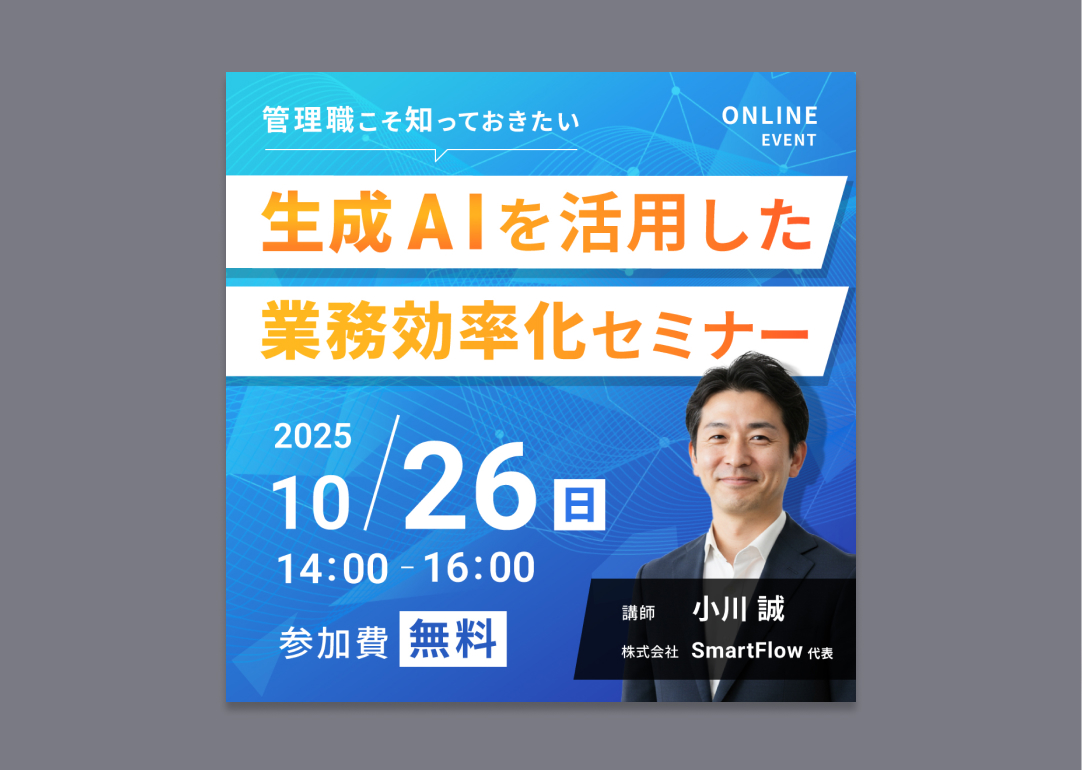 管理職こそ知っておきたい
ONLINE
EVENT
生成AIを活用した
業務効率化セミナー
2025
10/26 日
14:00 - 16:00
参加費 無料
講師 小川 誠
株式会社 SmartFlow 代表